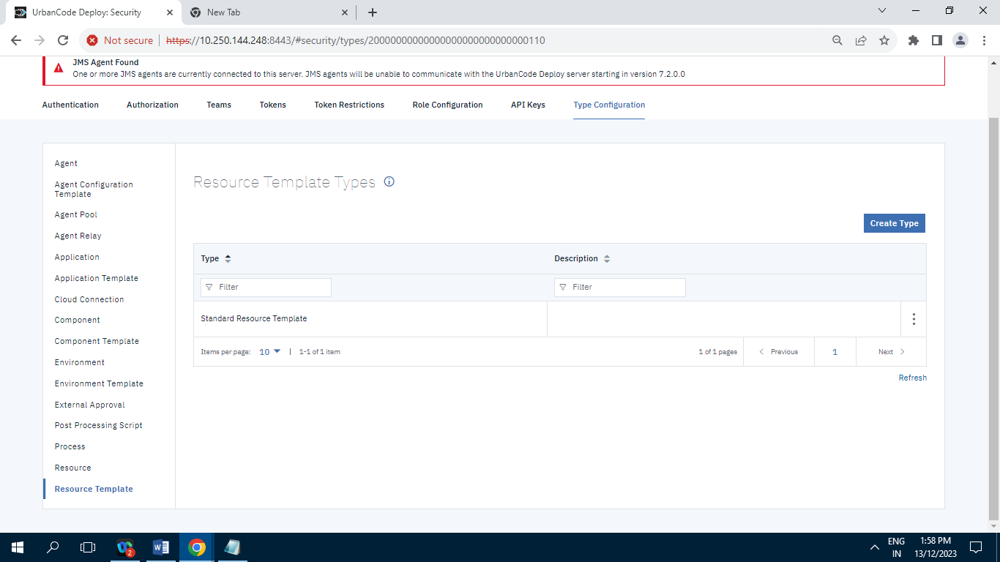 UrbanCode Deploy: Security
New Tab
Not secure
https://10.250.144.248:8443/#security/types/20000000000000000000000000000110
JMS Agent Found
One or more JMS agents are currently connected to this server. JMS agents will be unable to communicate with the UrbanCode Deploy server starting in version 7.2.0.0
Authentication
Authorization
Teams
Tokens
Token Restrictions
Role Configuration
API Keys
Type Configuration
Agent
Agent Configuration
Template
Agent Pool
Agent Relay
Application
Application Template
Cloud Connection
Component
Component Template
Environment
Environment Template
External Approval
Post Processing Script
Process
Resource
Resource Template
Resource Template Types
Create Type
Type
Description
Filter
Filter
Standard Resource Template
Items per page: 10 | 1-1 of 1 item
1 of 1 pages
Previous
1
Next
Refresh
2
ENG
IN
1:58 PM
13/12/2023